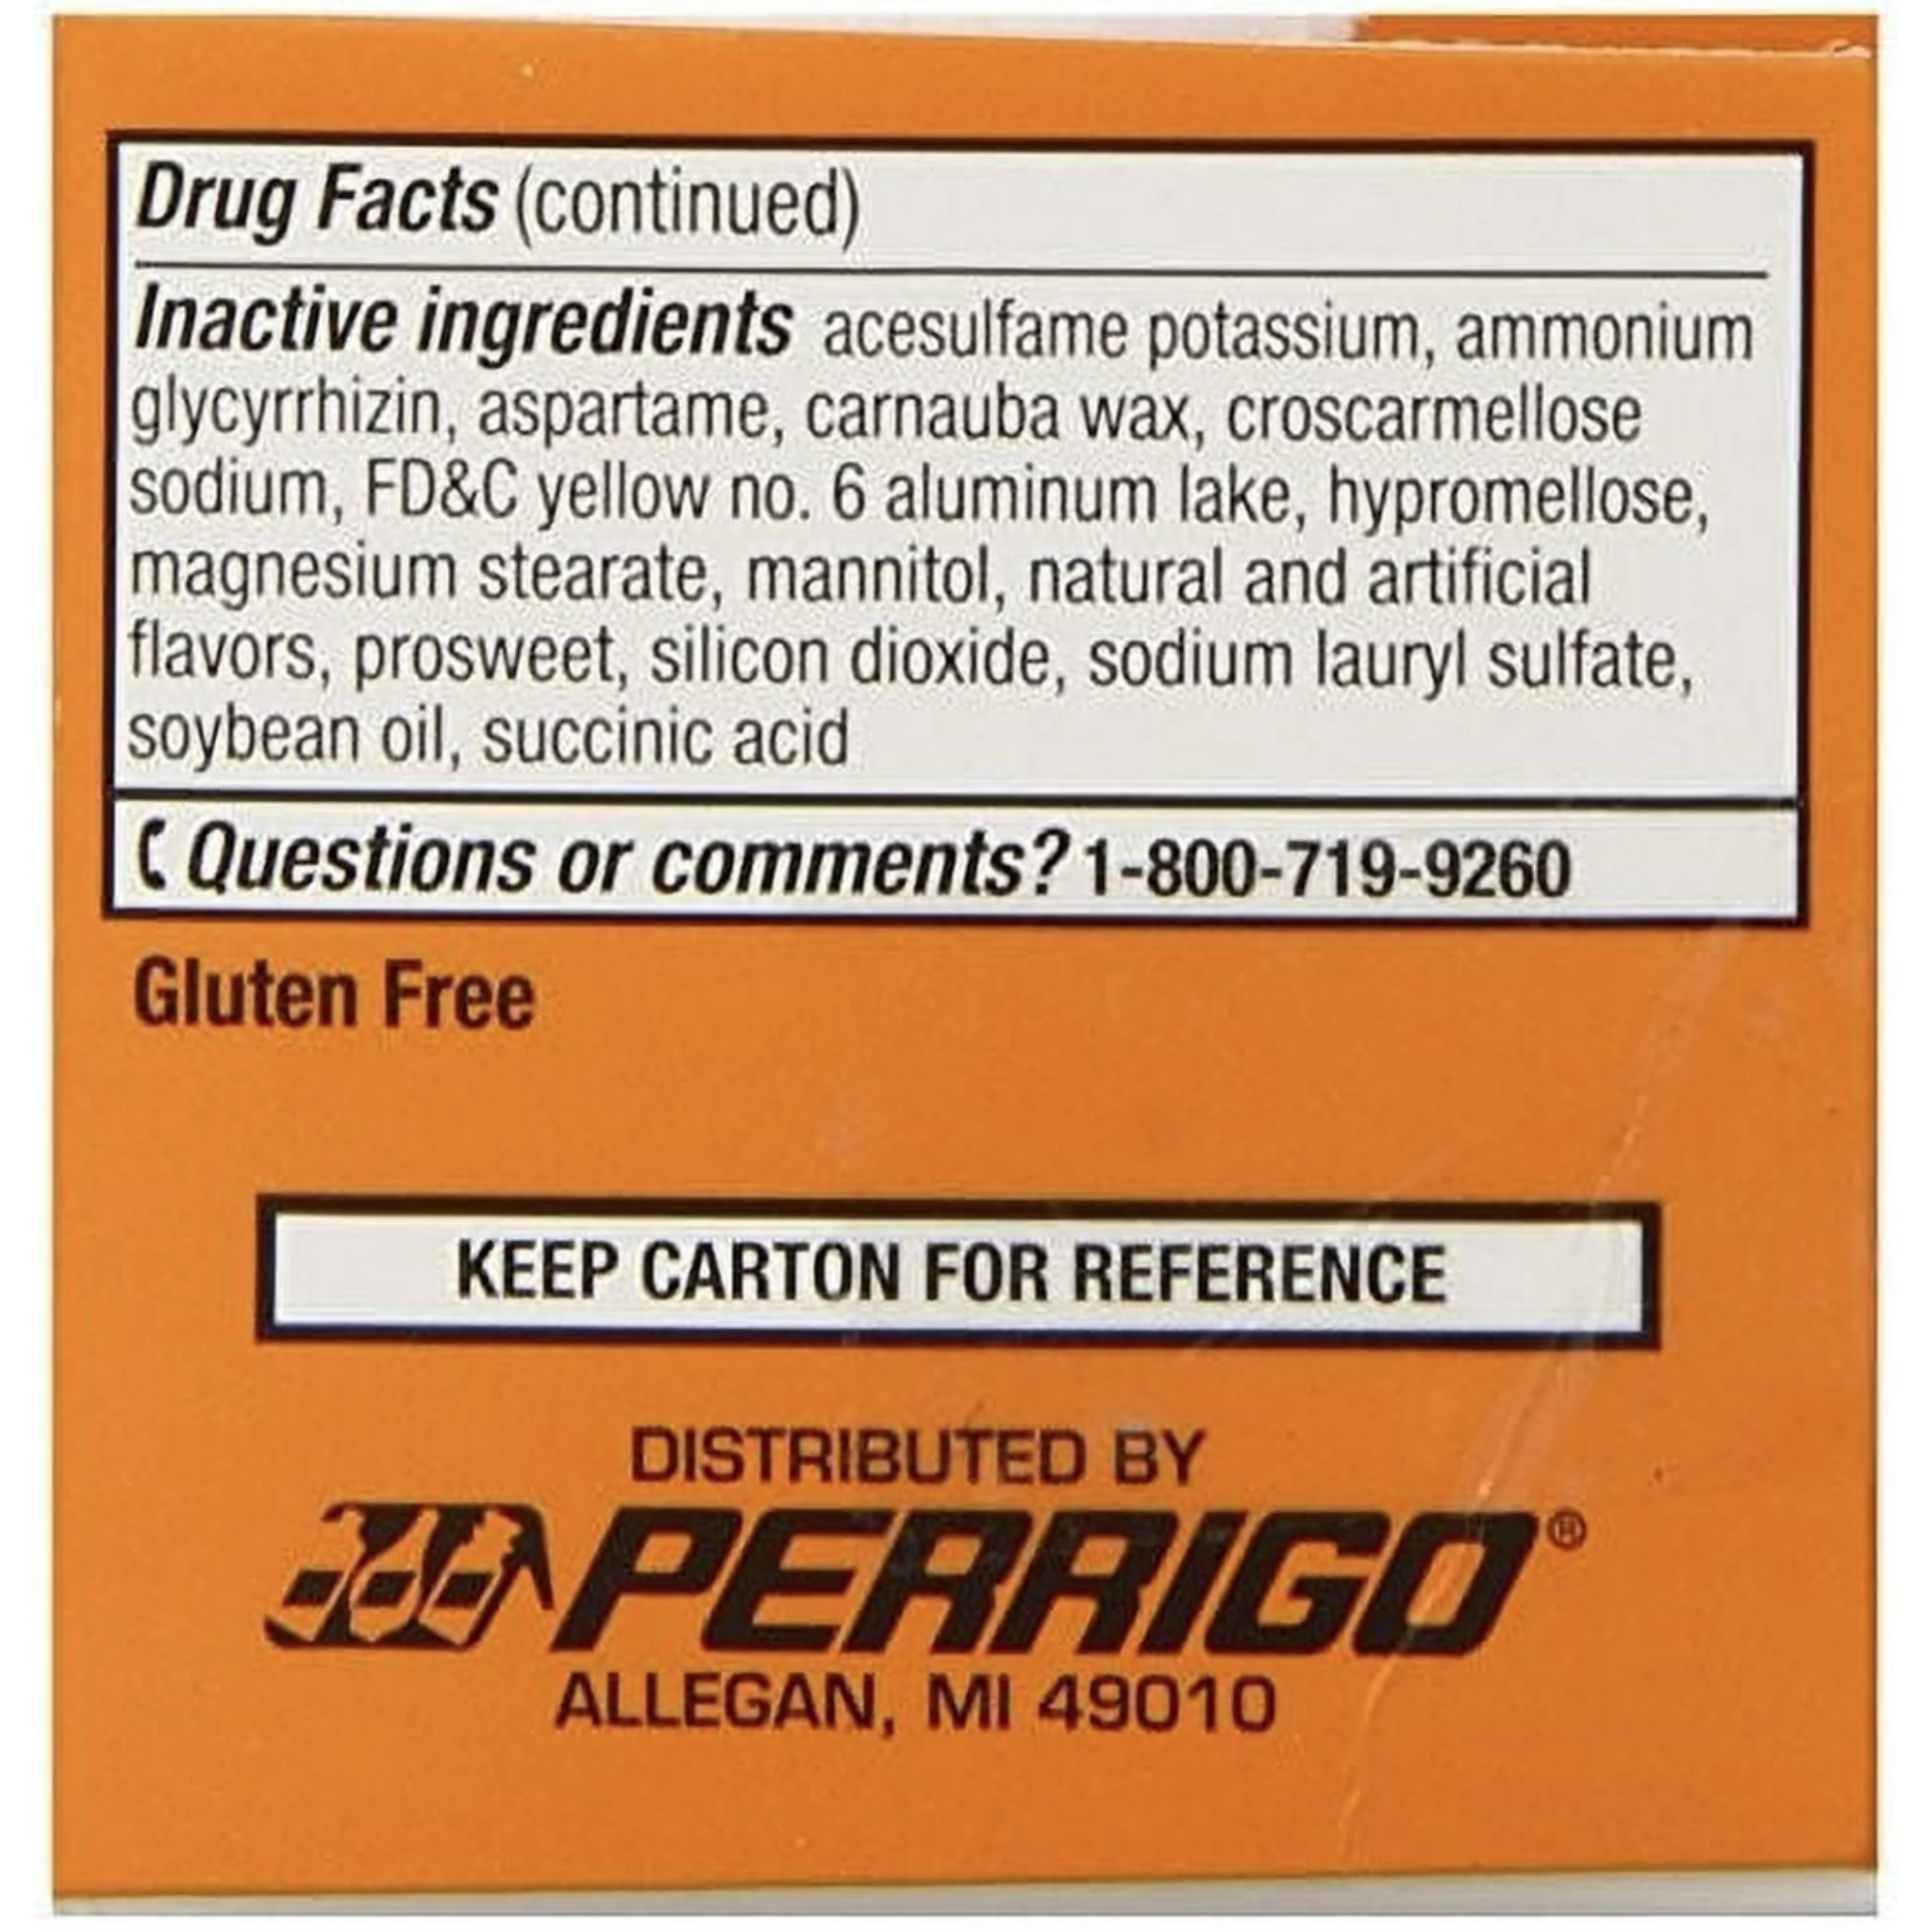 Drug Facts (continued)
Inactive ingredients acesulfame potassium, ammonium
glycyrrhizin, aspartame, carnauba wax, croscarmellose
sodium, FD&C yellow no. 6 aluminum lake, hypromellose,
magnesium stearate, mannitol, natural and artificial
flavors, prosweet, silicon dioxide, sodium lauryl sulfate,
soybean oil, succinic acid
Questions or comments? 1-800-719-9260
Gluten Free
KEEP CARTON FOR REFERENCE
DISTRIBUTED BY
PERRIGO®
ALLEGAN, MI 49010